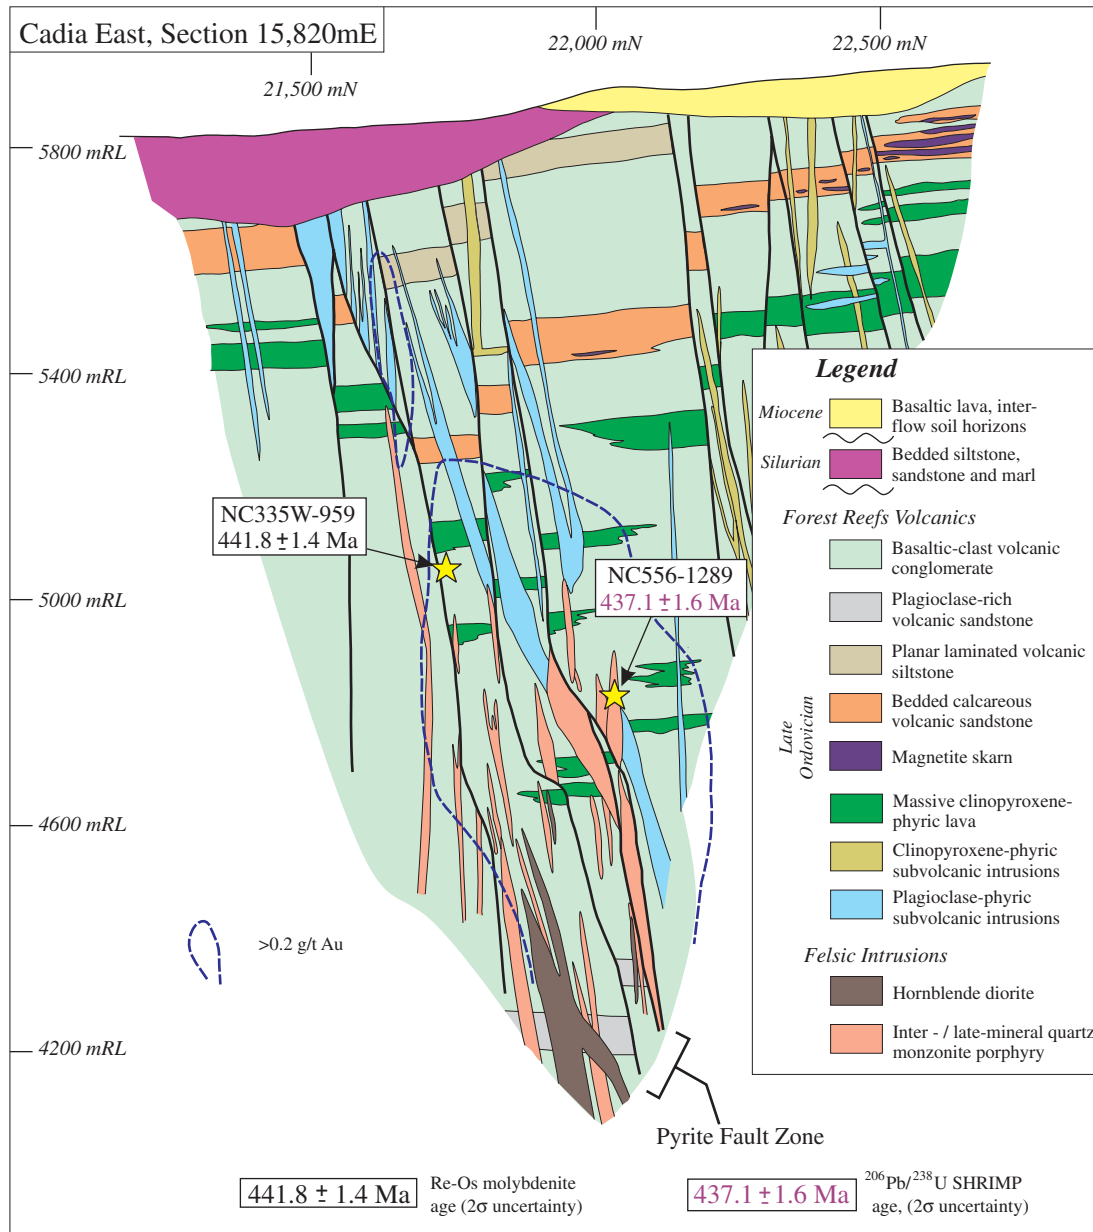 Cadia East, Section 15,820mE
21,500 mN
22,000 mN
22,500 mN
5800 mRL
5400 mRL
5000 mRL
4600 mRL
4200 mRL
NC335W-959
441.8 ± 1.4 Ma
NC556-1289
437.1 ± 1.6 Ma
>0.2 g/t Au
Pyrite Fault Zone
Legend
Miocene
Basaltic lava, inter-
flow soil horizons
Silurian
Bedded siltstone,
sandstone and marl
Forest Reefs Volcanics
Late
Ordovician
Basaltic-clast volcanic
conglomerate
Plagioclase-rich
volcanic sandstone
Planar laminated volcanic
siltstone
Bedded calcareous
volcanic sandstone
Magnetite skarn
Massive clinopyroxene-
phyric lava
Clinopyroxene-phyric
subvolcanic intrusions
Plagioclase-phyric
subvolcanic intrusions
Felsic Intrusions
Hornblende diorite
Inter - / late-mineral quartz
monzonite porphyry
441.8 ± 1.4 Ma
Re-Os molybdenite
age (2σ uncertainty)
437.1 ± 1.6 Ma
²⁰⁶Pb/²³⁸U SHRIMP
age, (2σ uncertainty)